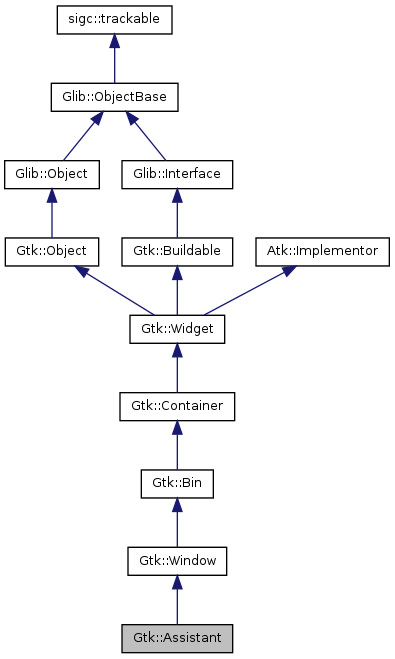 sigc::trackable
Glib::ObjectBase
Glib::Object
Glib::Interface
Gtk::Object
Gtk::Buildable
Atk::Implementor
Gtk::Widget
Gtk::Container
Gtk::Bin
Gtk::Window
Gtk::Assistant